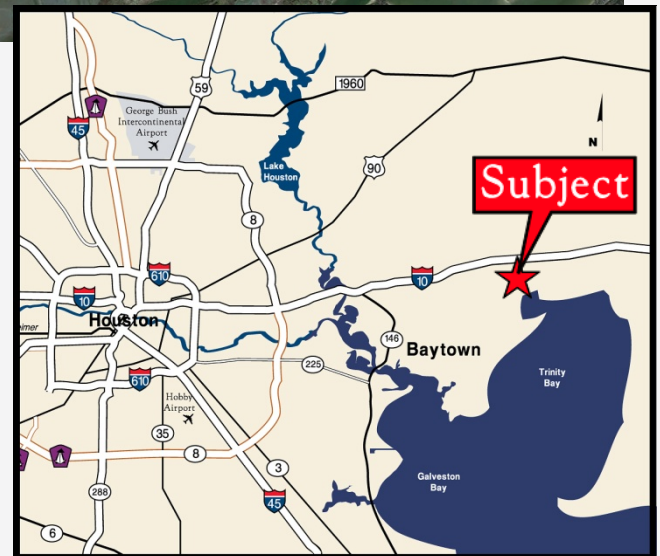 59
1960
George Bush
Intercontinental
Airport
45
N
Lake
Houston
90
Subject
8
610
10
10
Houston
imer
146
Baytown
225
Trinity
Bay
610
Hobby
Airport
35
8
3
Galveston
Bay
288
45
6